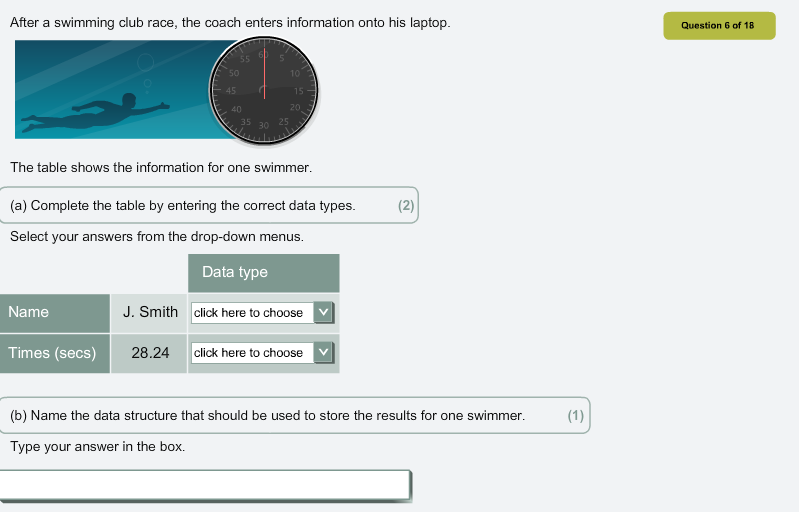 After a swimming club race, the coach enters information onto his laptop.
Question 6 of 18
60
55
5
50
10
45
15
40
20
35
25
30
The table shows the information for one swimmer.
(a) Complete the table by entering the correct data types. (2)
Select your answers from the drop-down menus.
Data type
Name J. Smith click here to choose
Times (secs) 28.24 click here to choose
(b) Name the data structure that should be used to store the results for one swimmer. (1)
Type your answer in the box.